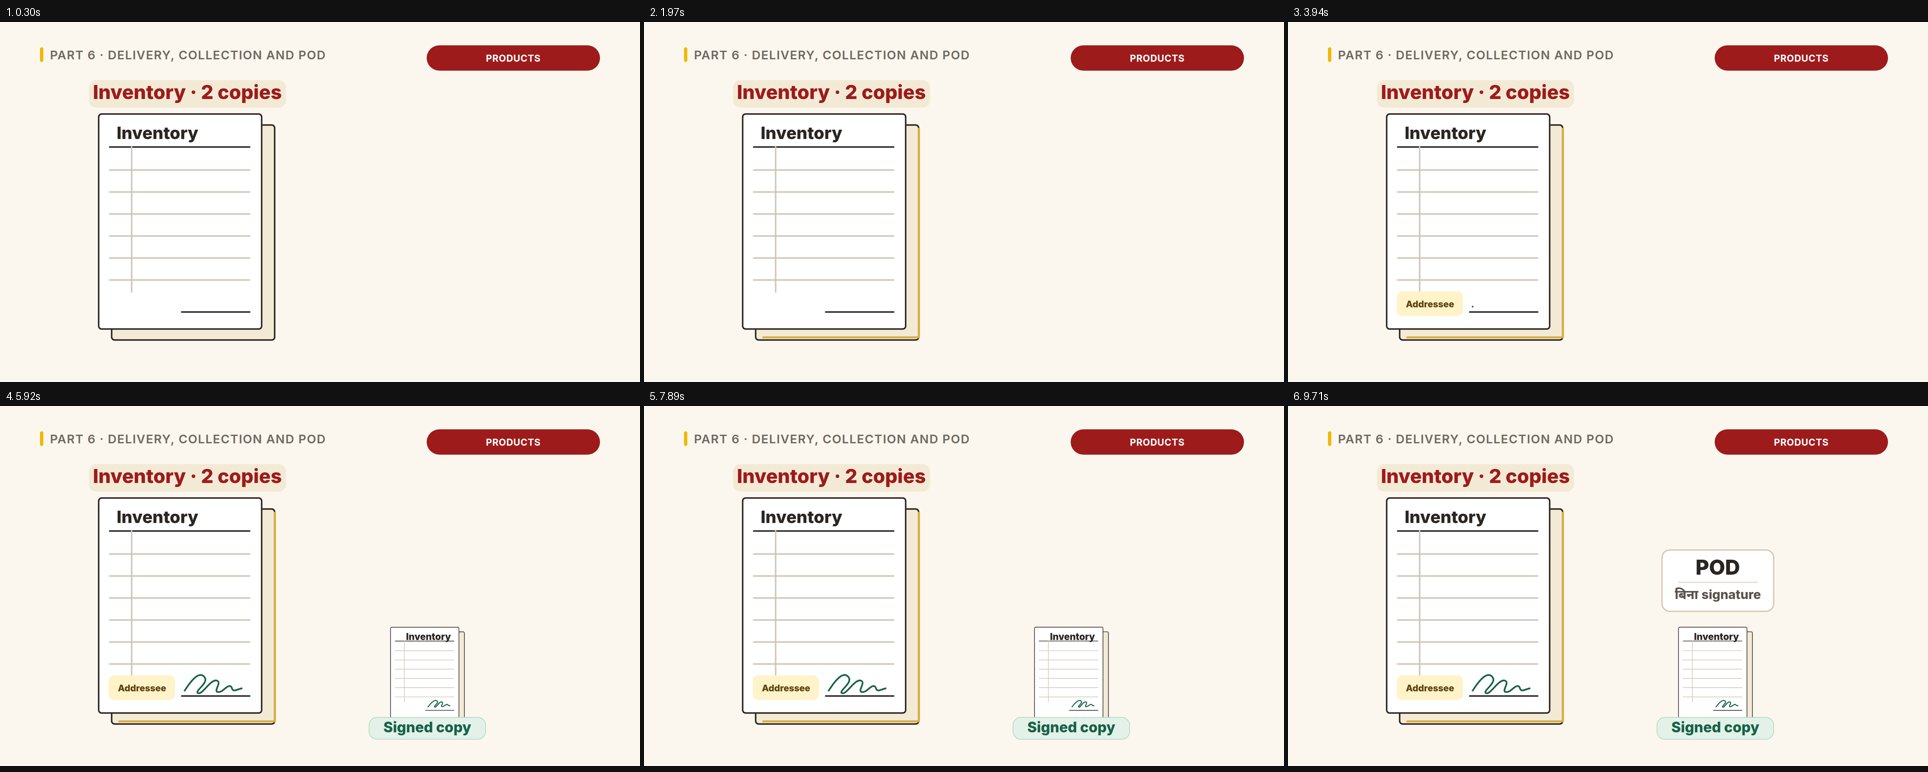 1. 0.30s
PART 6 · DELIVERY, COLLECTION AND POD
PRODUCTS
Inventory · 2 copies
Inventory
2. 1.97s
PART 6 · DELIVERY, COLLECTION AND POD
PRODUCTS
Inventory · 2 copies
Inventory
3. 3.94s
PART 6 · DELIVERY, COLLECTION AND POD
PRODUCTS
Inventory · 2 copies
Inventory
Addressee
4. 5.92s
PART 6 · DELIVERY, COLLECTION AND POD
PRODUCTS
Inventory · 2 copies
Inventory
Addressee
Inventory
Signed copy
5. 7.89s
PART 6 · DELIVERY, COLLECTION AND POD
PRODUCTS
Inventory · 2 copies
Inventory
Addressee
Inventory
Signed copy
6. 9.71s
PART 6 · DELIVERY, COLLECTION AND POD
PRODUCTS
Inventory · 2 copies
Inventory
Addressee
POD
बिना signature
Inventory
Signed copy